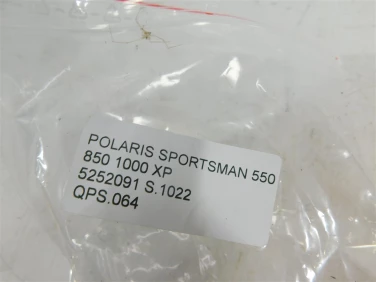 POLARIS SPORTSMAN 550
850 1000 XP
5252091 S.1022
QPS.064